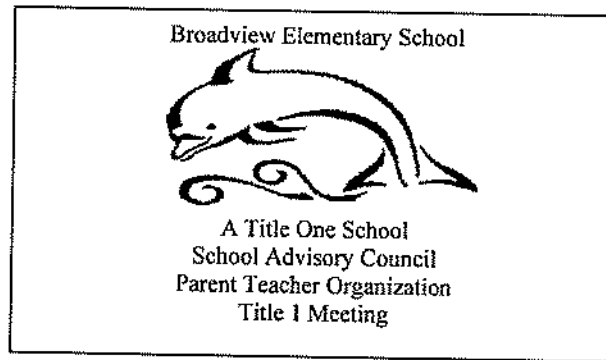 Broadview Elementary School
A Title One School
School Advisory Council
Parent Teacher Organization
Title 1 Meeting